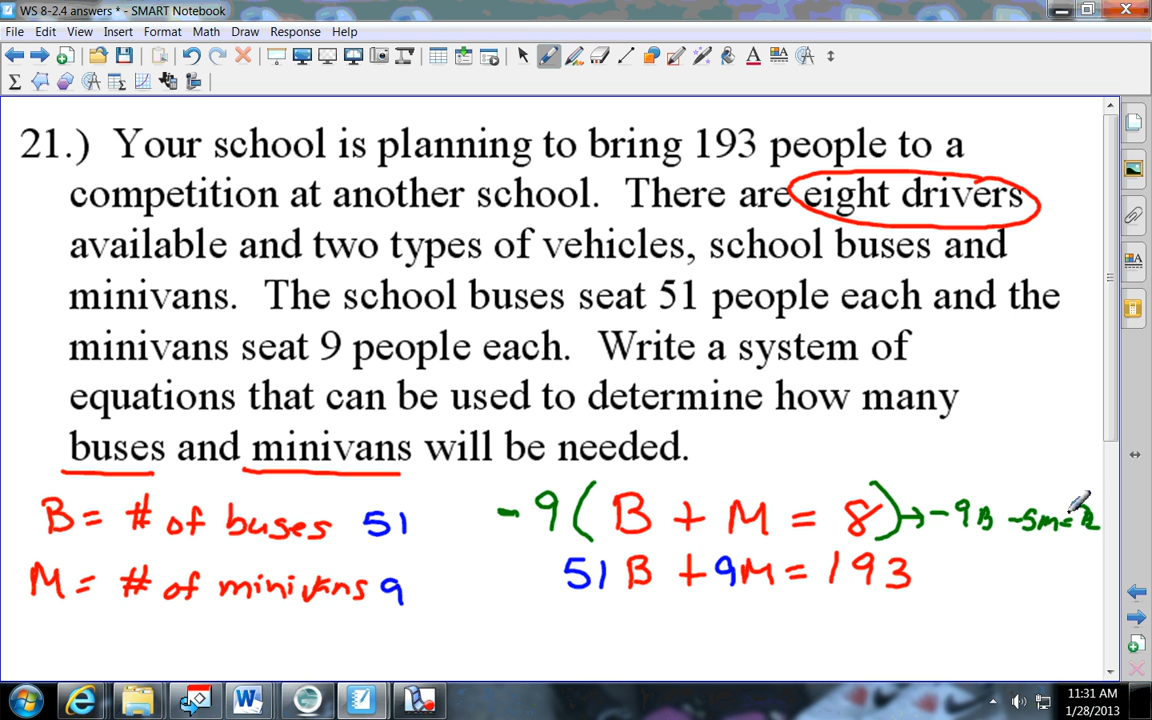 WS 8-2.4 answers * - SMART Notebook
File Edit View Insert Format Math Draw Response Help
21.) Your school is planning to bring 193 people to a
competition at another school. There are eight drivers
available and two types of vehicles, school buses and
minivans. The school buses seat 51 people each and the
minivans seat 9 people each. Write a system of
equations that can be used to determine how many
buses and minivans will be needed.
B = # of buses 51
-9(B + M = 8)→ -9B
M = # of minivans 9
51B + 9M = 193
11:31 AM
1/28/2013